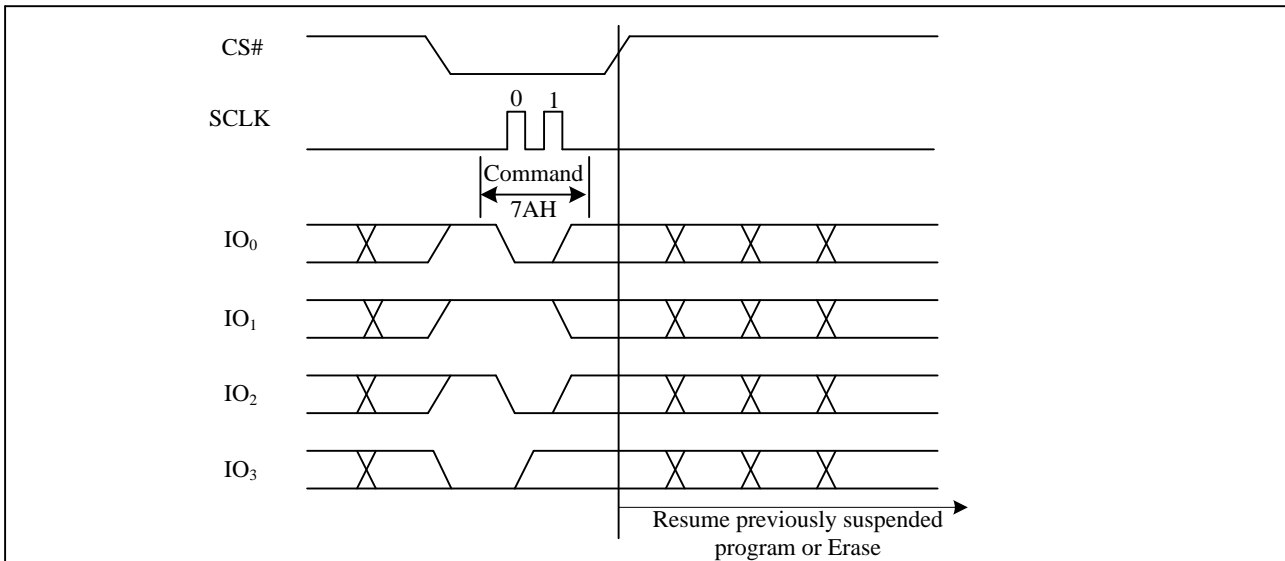 CS#
0 1
SCLK
Command
7AH
IO₀
IO₁
IO₂
IO₃
Resume previously suspended
program or Erase